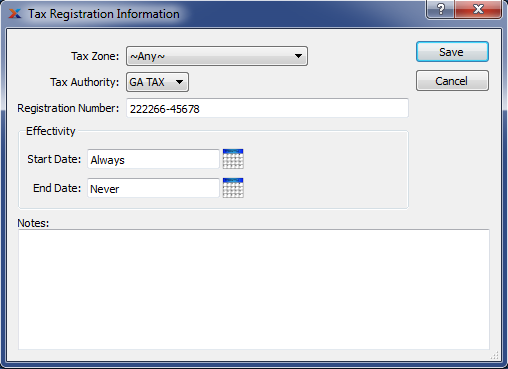 Tax Registration Information
?
Tax Zone: ~Any~
Save
Tax Authority: GA TAX
Cancel
Registration Number: 222266-45678
Effectivity
Start Date: Always
End Date: Never
Notes: